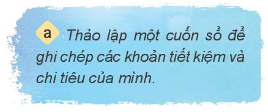 a Thảo lập một cuốn sổ để
ghi chép các khoản tiết kiệm và
chi tiêu của mình.